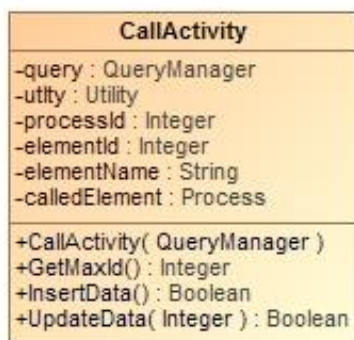 CallActivity
-query : QueryManager
-utlty : Utility
-processId : Integer
-elementId : Integer
-elementName : String
-calledElement : Process
+CallActivity( QueryManager )
+GetMaxId() : Integer
+InsertData() : Boolean
+UpdateData( Integer ) : Boolean